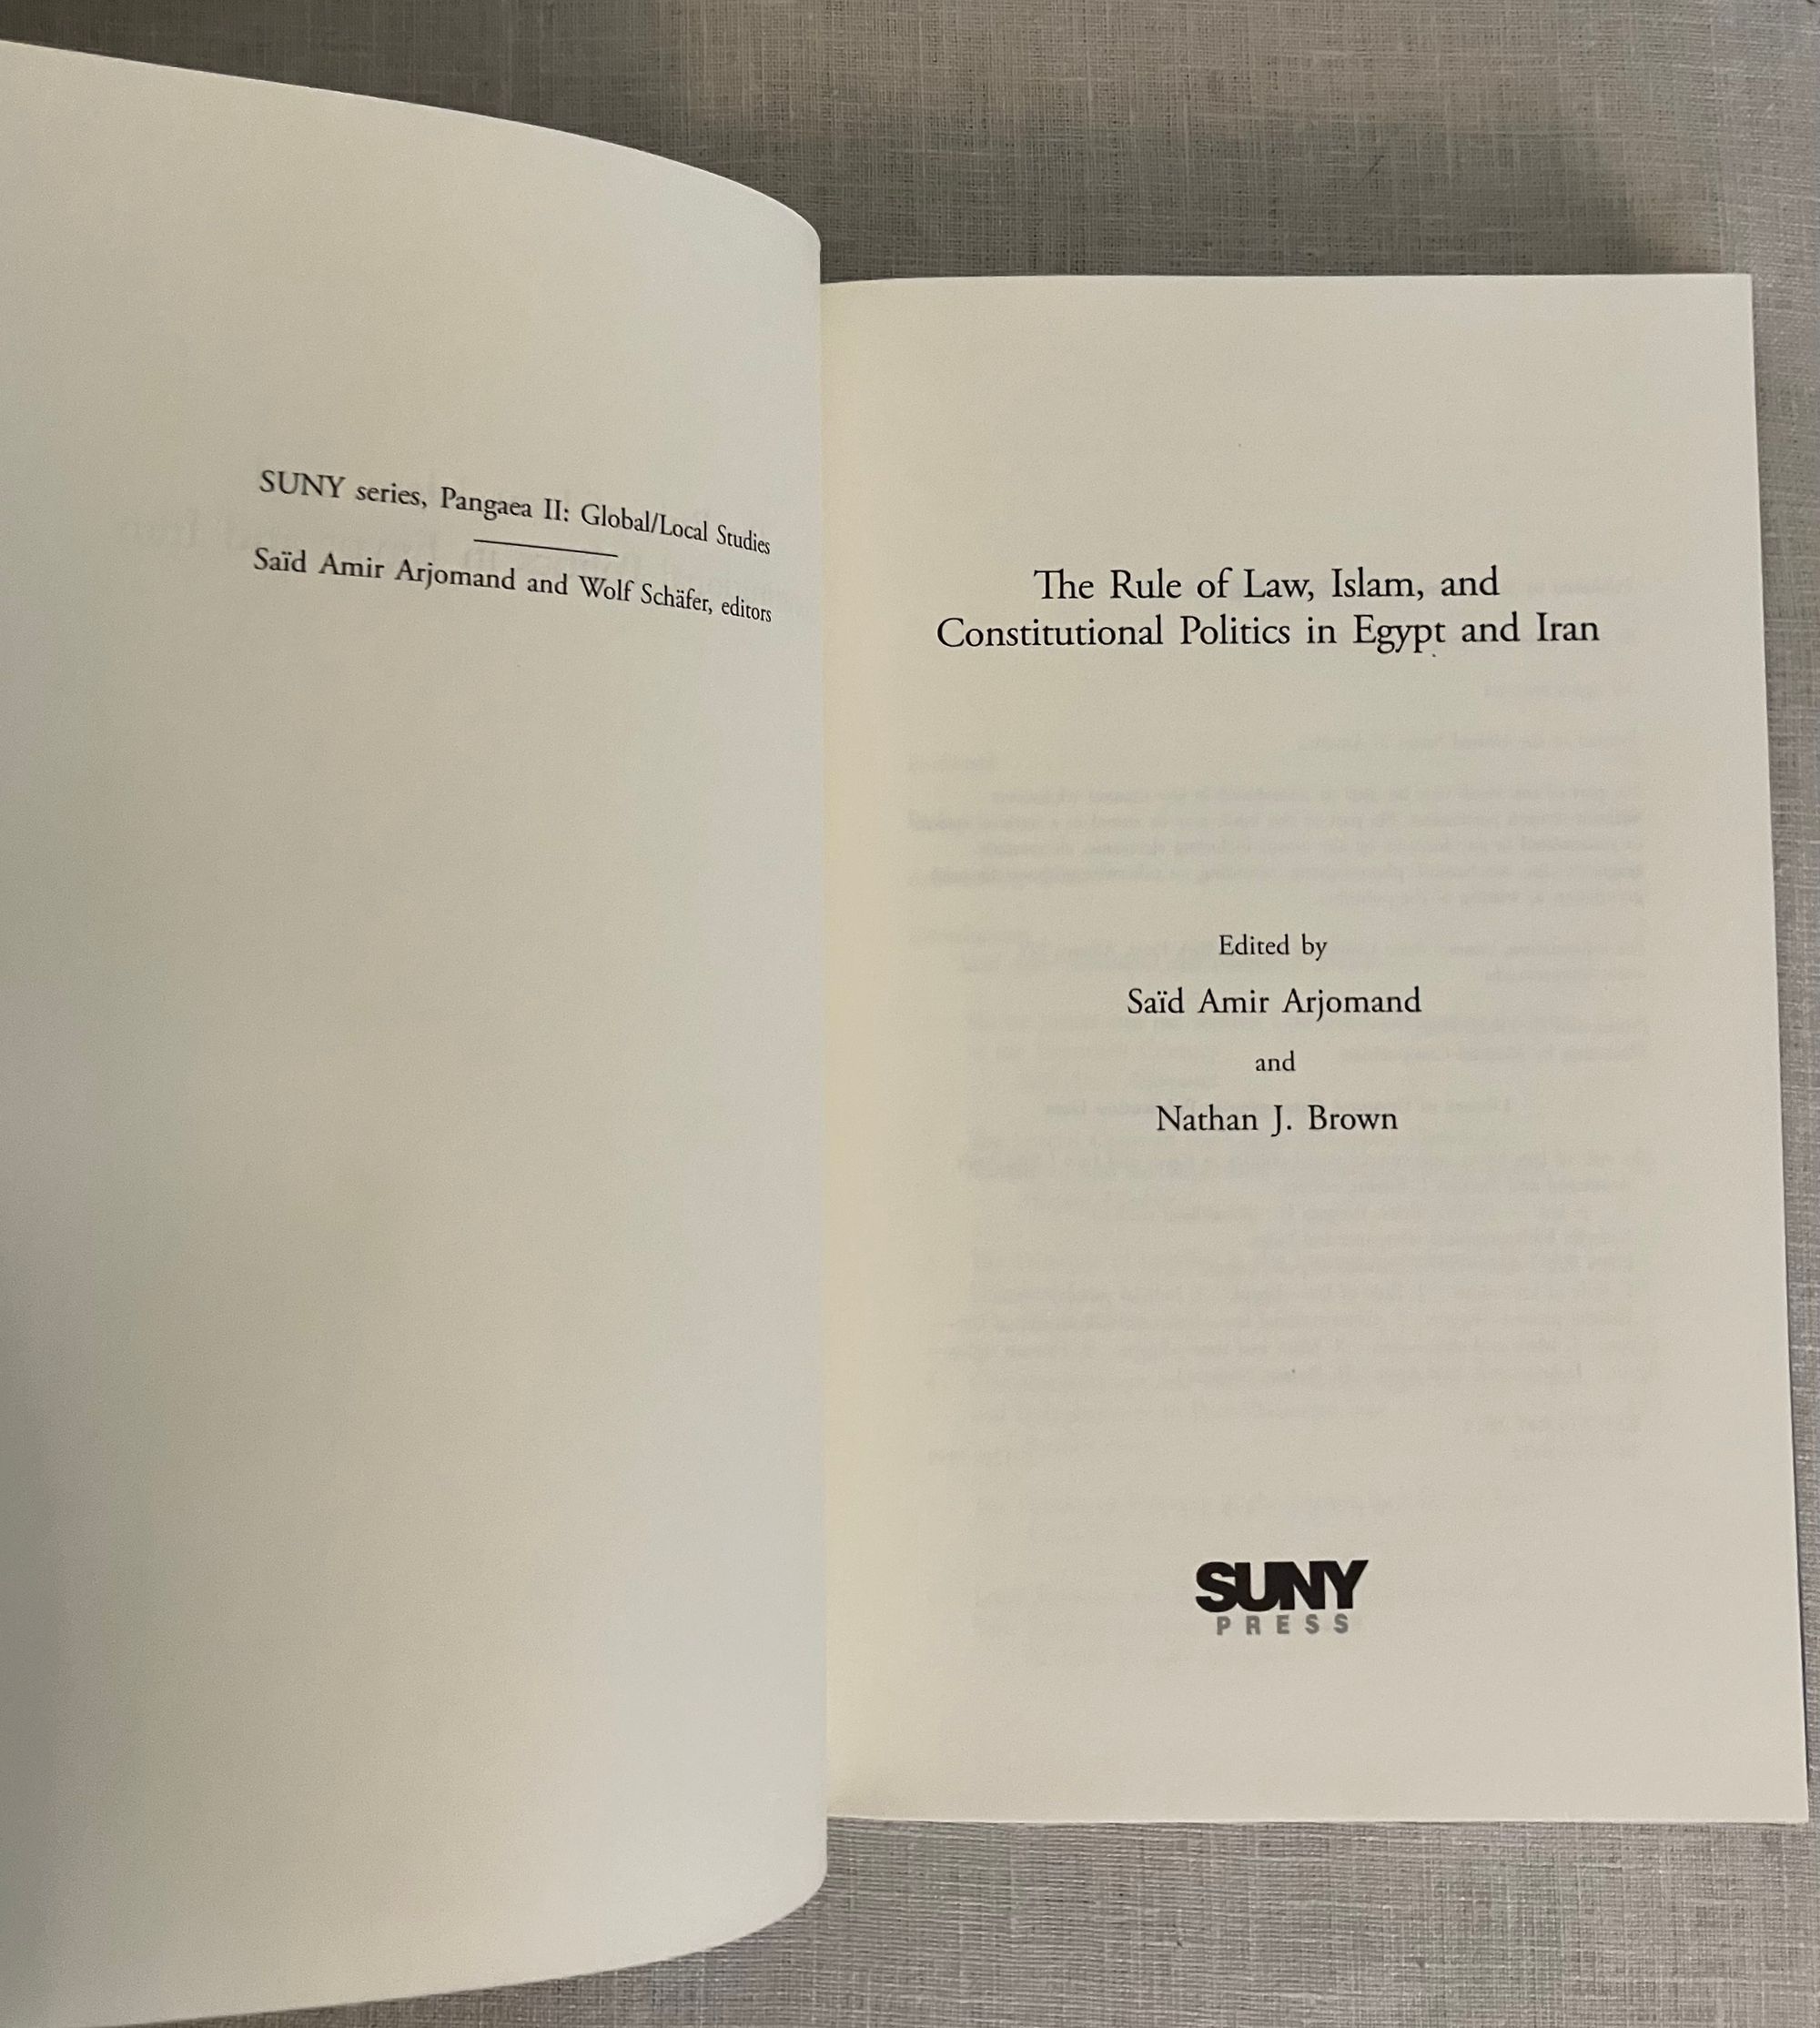 SUNY series, Pangaea II: Global/Local Studies
Saïd Amir Arjomand and Wolf Schäfer, editors
The Rule of Law, Islam, and
Constitutional Politics in Egypt and Iran
Edited by
Saïd Amir Arjomand
and
Nathan J. Brown
SUNY
PRESS